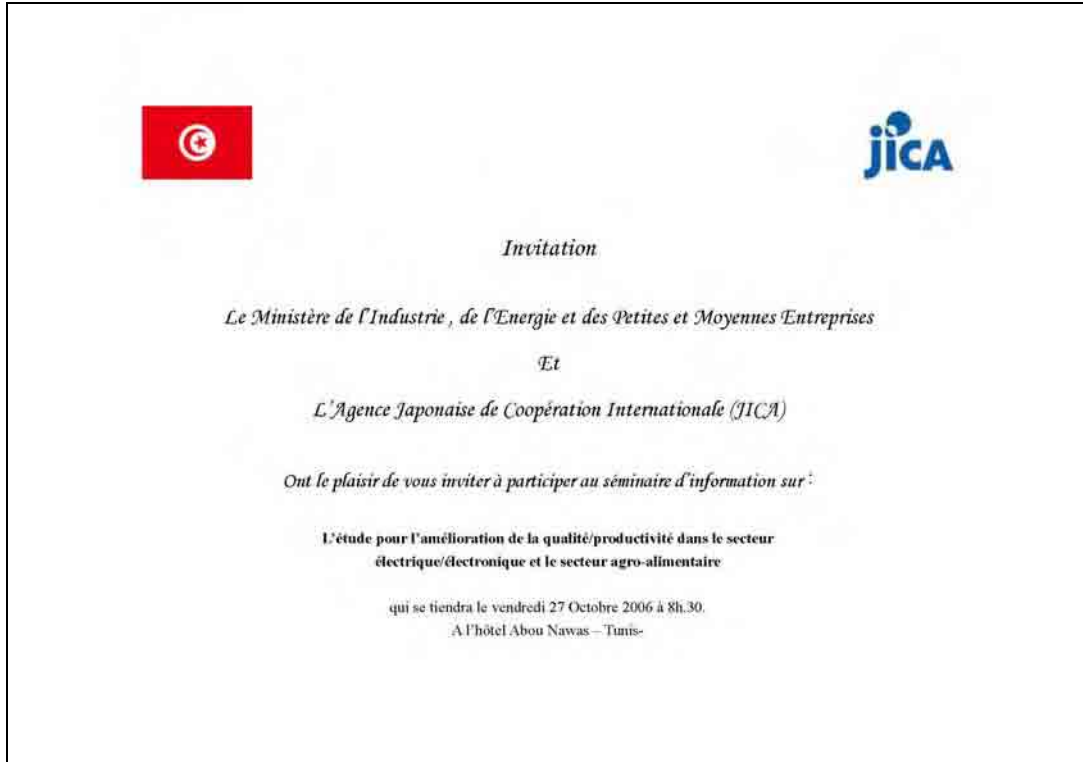 jica
Invitation
Le Ministère de l'Industrie , de l'Energie et des Petites et Moyennes Entreprises
Et
L'Agence Japonaise de Coopération Internationale (JICA)
Ont le plaisir de vous inviter à participer au séminaire d'information sur :
L'étude pour l'amélioration de la qualité/productivité dans le secteur
électrique/électronique et le secteur agro-alimentaire
qui se tiendra le vendredi 27 Octobre 2006 à 8h.30.
A l'hôtel Abou Nawas – Tunis-